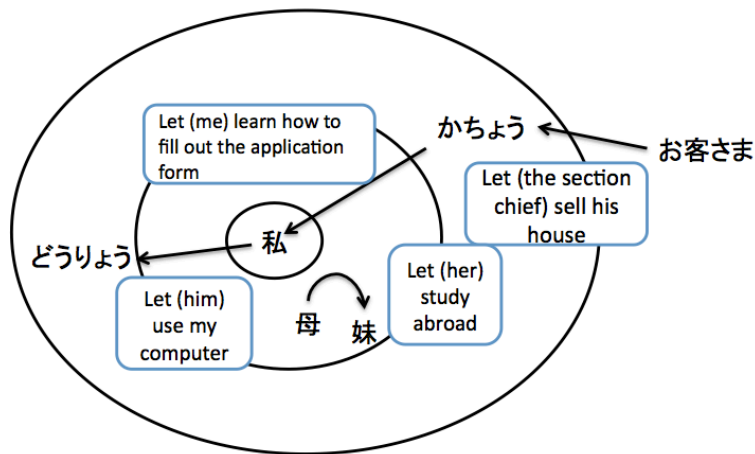 Let (me) learn how to
fill out the application
form
かちょう
お客さま
Let (the section
chief) sell his
house
私
どうりょう
Let (him)
use my
computer
母
妹
Let (her)
study
abroad